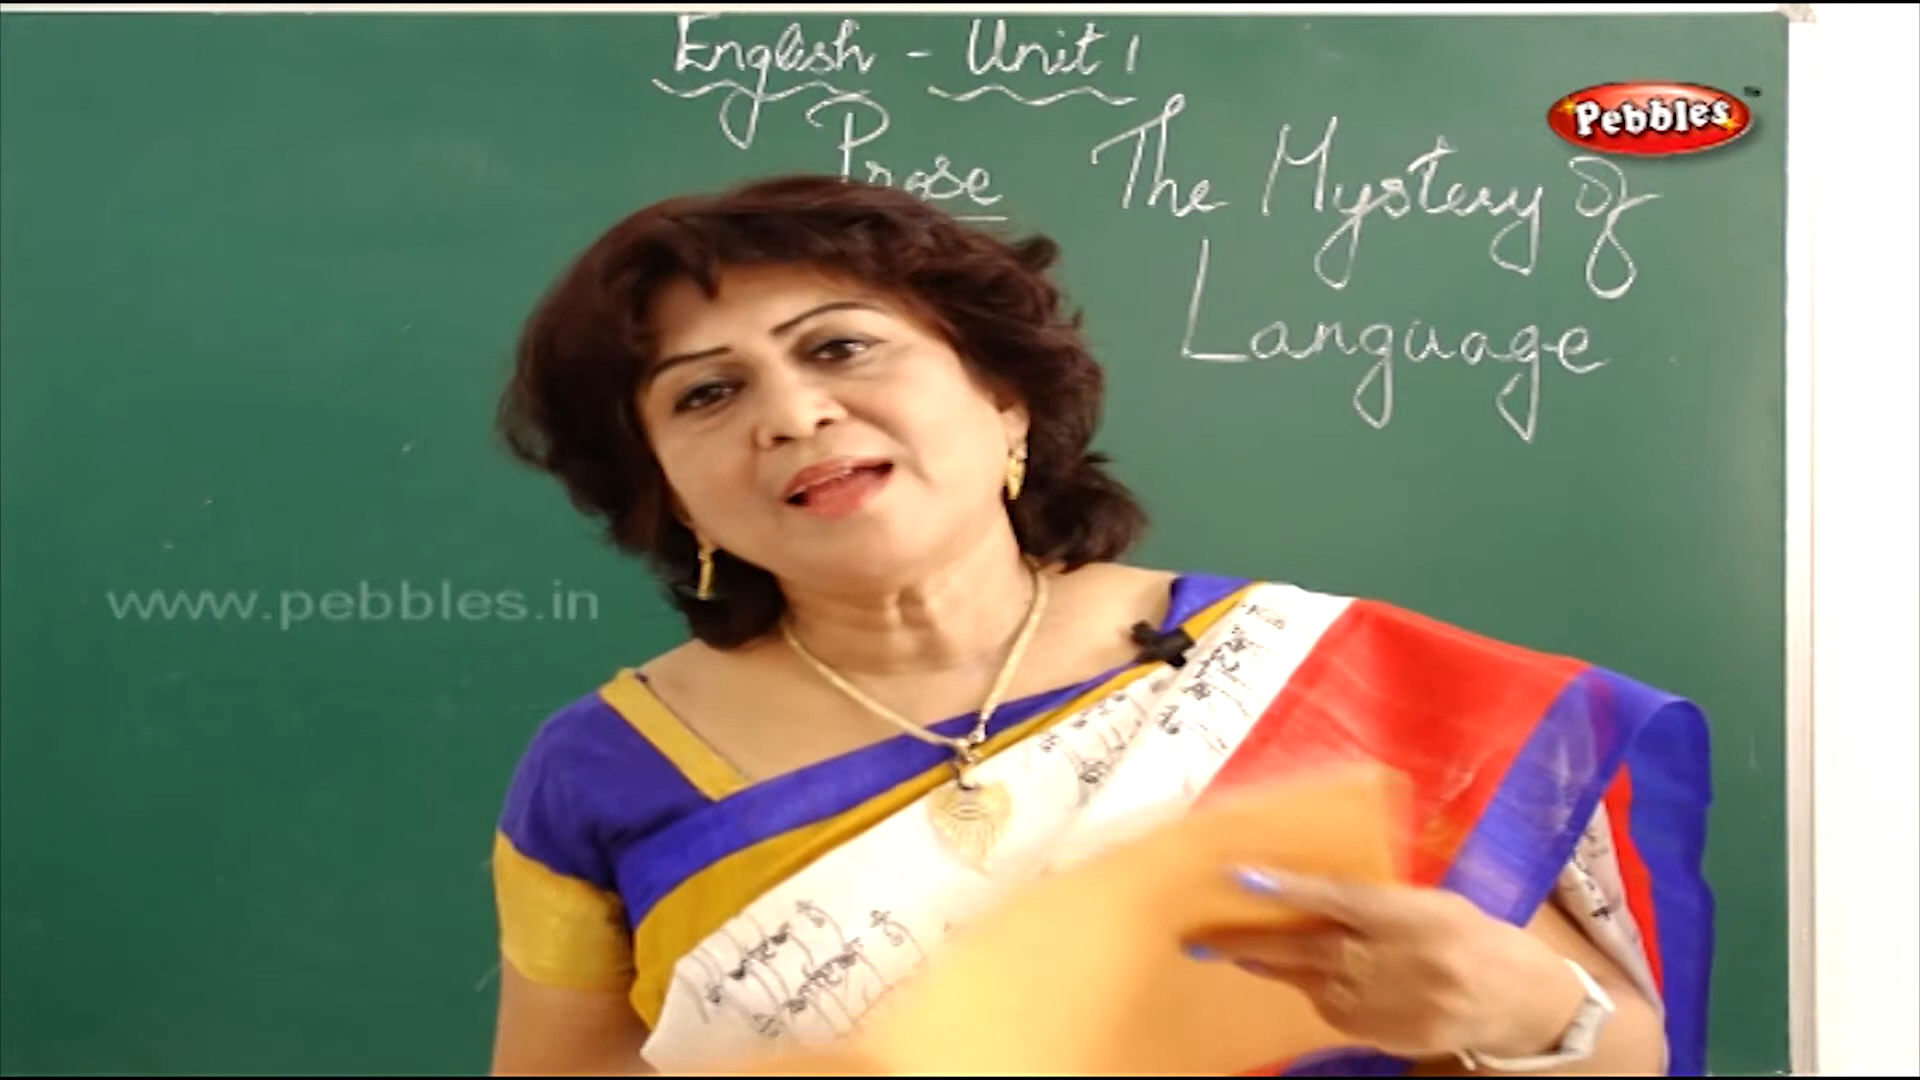 English - Unit 1
Pebbles
Prose The Mystery of
Language
www.pebbles.in